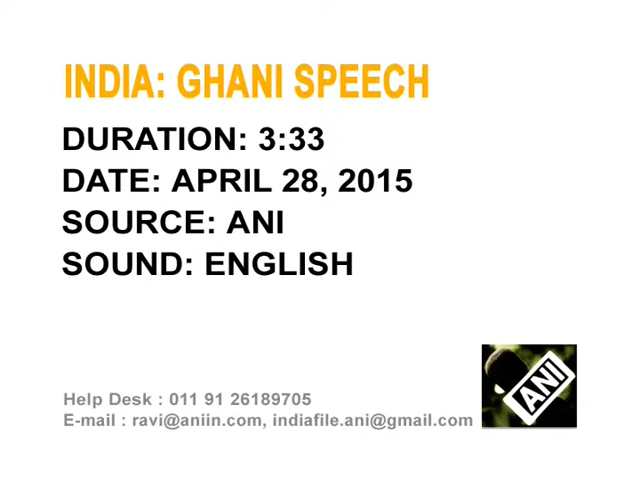 INDIA: GHANI SPEECH
DURATION: 3:33
DATE: APRIL 28, 2015
SOURCE: ANI
SOUND: ENGLISH
ANI
Help Desk : 011 91 26189705
E-mail : ravi@aniin.com, indiafile.ani@gmail.com